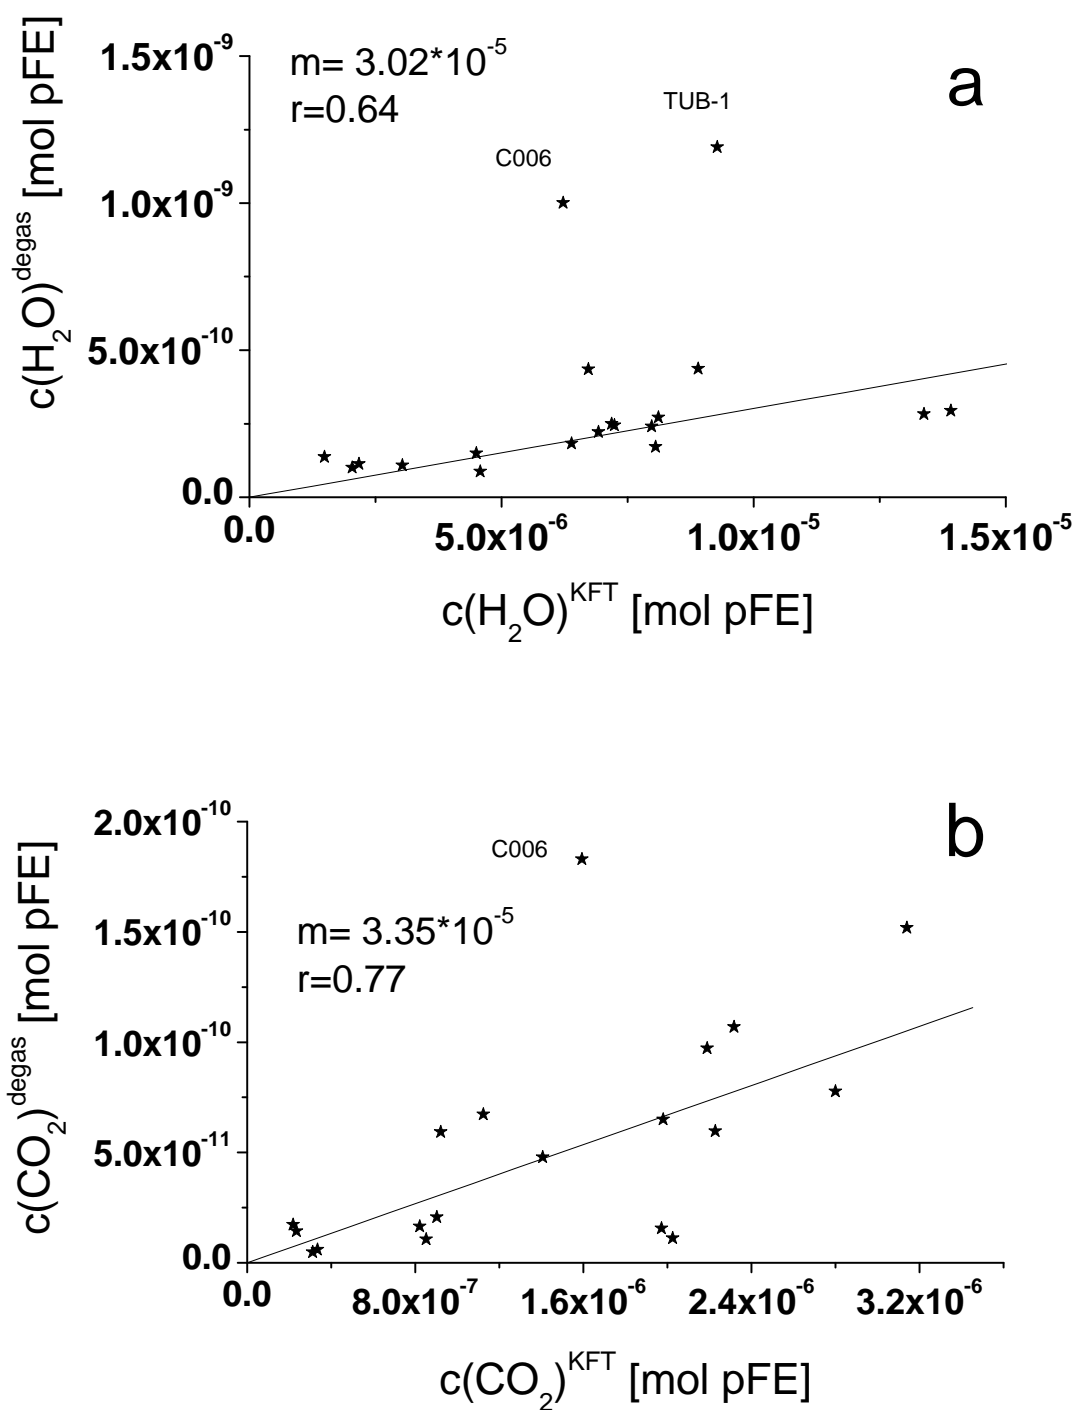 a
m= 3.02*10^-5
r=0.64
TUB-1
C006
1.5x10^-9
1.0x10^-9
5.0x10^-10
0.0
c(H₂O)^degas [mol pFE]
0.0
5.0x10^-6
1.0x10^-5
1.5x10^-5
c(H₂O)^KFT [mol pFE]
b
C006
m= 3.35*10^-5
r=0.77
2.0x10^-10
1.5x10^-10
1.0x10^-10
5.0x10^-11
0.0
c(CO₂)^degas [mol pFE]
0.0
8.0x10^-7
1.6x10^-6
2.4x10^-6
3.2x10^-6
c(CO₂)^KFT [mol pFE]